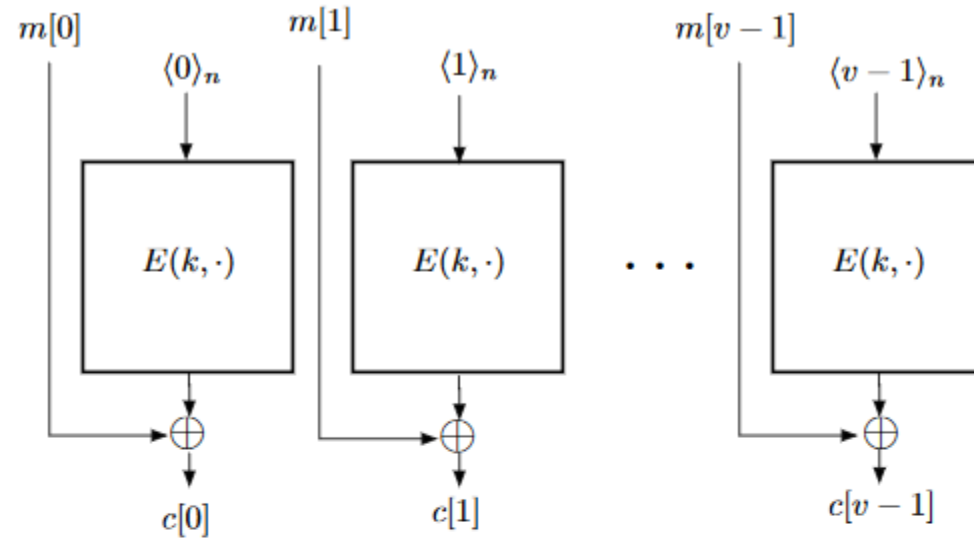 m[0] m[1] m[v − 1]
⟨0⟩ₙ ⟨1⟩ₙ ⟨v − 1⟩ₙ
E(k, ·) E(k, ·) · · · E(k, ·)
c[0] c[1] c[v − 1]